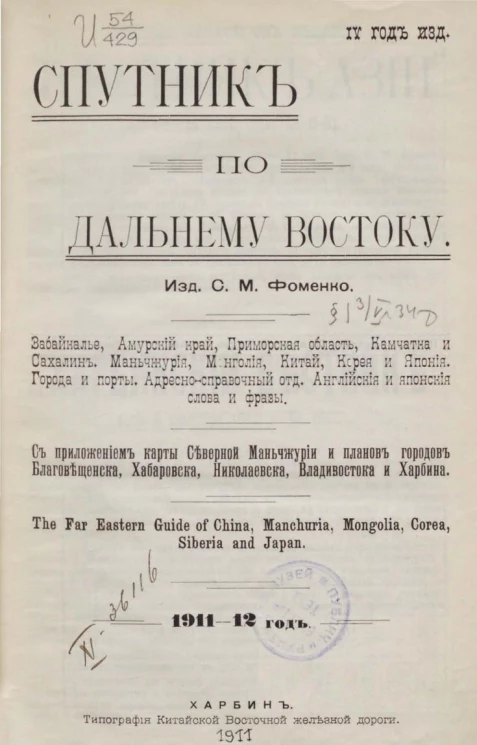 И 54/429
IV ГОДЪ ИЗД.
СПУТНИКЪ
ПО
ДАЛЬНЕМУ ВОСТОКУ.
Изд. С. М. Фоменко.
Забайкалье, Амурскій край, Приморская область, Камчатка и
Сахалинъ. Маньчжурія, Монголія, Китай, Корея и Японія.
Города и порты. Адресно-справочный отд. Англійскія и японскія
слова и фразы.
Съ приложеніемъ карты Сѣверной Маньчжуріи и плановъ городовъ
Благовѣщенска, Хабаровска, Николаевска, Владивостока и Харбина.
The Far Eastern Guide of China, Manchuria, Mongolia, Corea,
Siberia and Japan.
1911—12 годъ.
ХАРБИНЪ.
Типографія Китайской Восточной желѣзной дороги.
1911